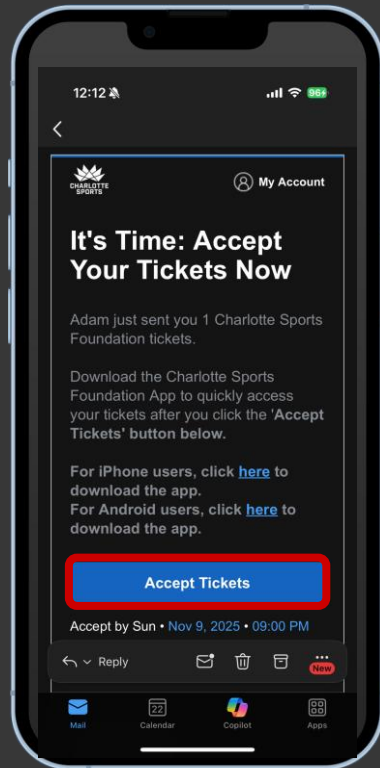 12:12
96+
CHARLOTTE
SPORTS
My Account
It's Time: Accept
Your Tickets Now
Adam just sent you 1 Charlotte Sports
Foundation tickets.
Download the Charlotte Sports
Foundation App to quickly access
your tickets after you click the 'Accept
Tickets' button below.
For iPhone users, click here to
download the app.
For Android users, click here to
download the app.
Accept Tickets
Accept by Sun • Nov 9, 2025 • 09:00 PM
Reply
New
22
Mail
Calendar
Copilot
Apps